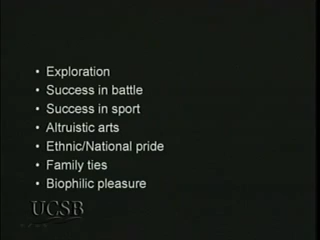 • Exploration
• Success in battle
• Success in sport
• Altruistic arts
• Ethnic/National pride
• Family ties
• Biophilic pleasure
UCSB